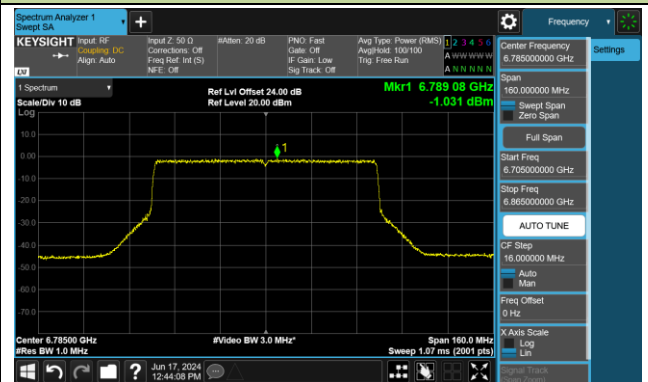 Spectrum Analyzer 1
Swept SA
+
Frequency
KEYSIGHT
Input: RF
Coupling: DC
Align: Auto
Input Z: 50 Ω
Corrections: Off
Freq Ref: Int (S)
NFE: Off
#Atten: 20 dB
PNO: Fast
Gate: Off
IF Gain: Low
Sig Track: Off
Avg Type: Power (RMS)
Avg|Hold: 100/100
Trig: Free Run
1 2 3 4 5 6
A W W W W W
A N N N N N
LXI
Center Frequency
6.785000000 GHz
Settings
Span
160.000000 MHz
Swept Span
Zero Span
Full Span
Start Freq
6.705000000 GHz
Stop Freq
6.865000000 GHz
AUTO TUNE
CF Step
16.000000 MHz
Auto
Man
Freq Offset
0 Hz
X Axis Scale
Log
Lin
Signal Track
(Span Zoom)
1 Spectrum
Scale/Div 10 dB
Log
Ref Lvl Offset 24.00 dB
Ref Level 20.00 dBm
Mkr1 6.789 08 GHz
-1.031 dBm
1
10.0
0.00
-10.0
-20.0
-30.0
-40.0
-50.0
-60.0
-70.0
Center 6.78500 GHz
#Res BW 1.0 MHz
#Video BW 3.0 MHz*
Span 160.0 MHz
Sweep 1.07 ms (2001 pts)
?
Jun 17, 2024
12:44:08 PM